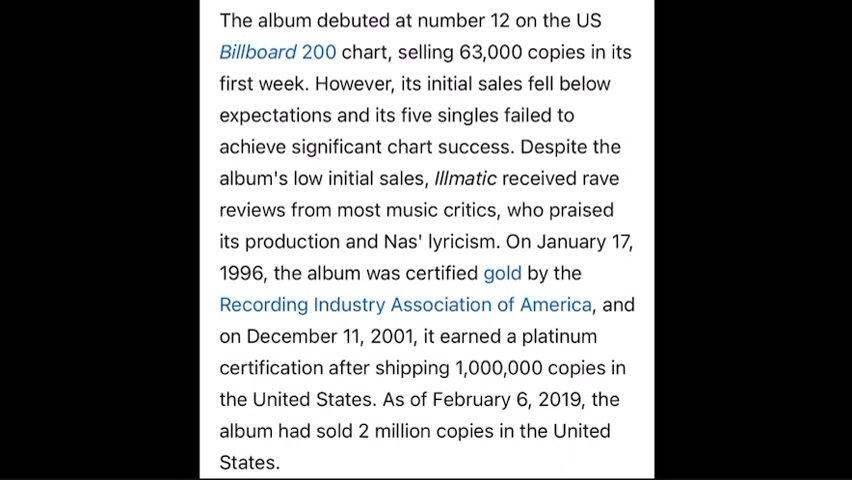 The album debuted at number 12 on the US
Billboard 200 chart, selling 63,000 copies in its
first week. However, its initial sales fell below
expectations and its five singles failed to
achieve significant chart success. Despite the
album's low initial sales, Illmatic received rave
reviews from most music critics, who praised
its production and Nas' lyricism. On January 17,
1996, the album was certified gold by the
Recording Industry Association of America, and
on December 11, 2001, it earned a platinum
certification after shipping 1,000,000 copies in
the United States. As of February 6, 2019, the
album had sold 2 million copies in the United
States.